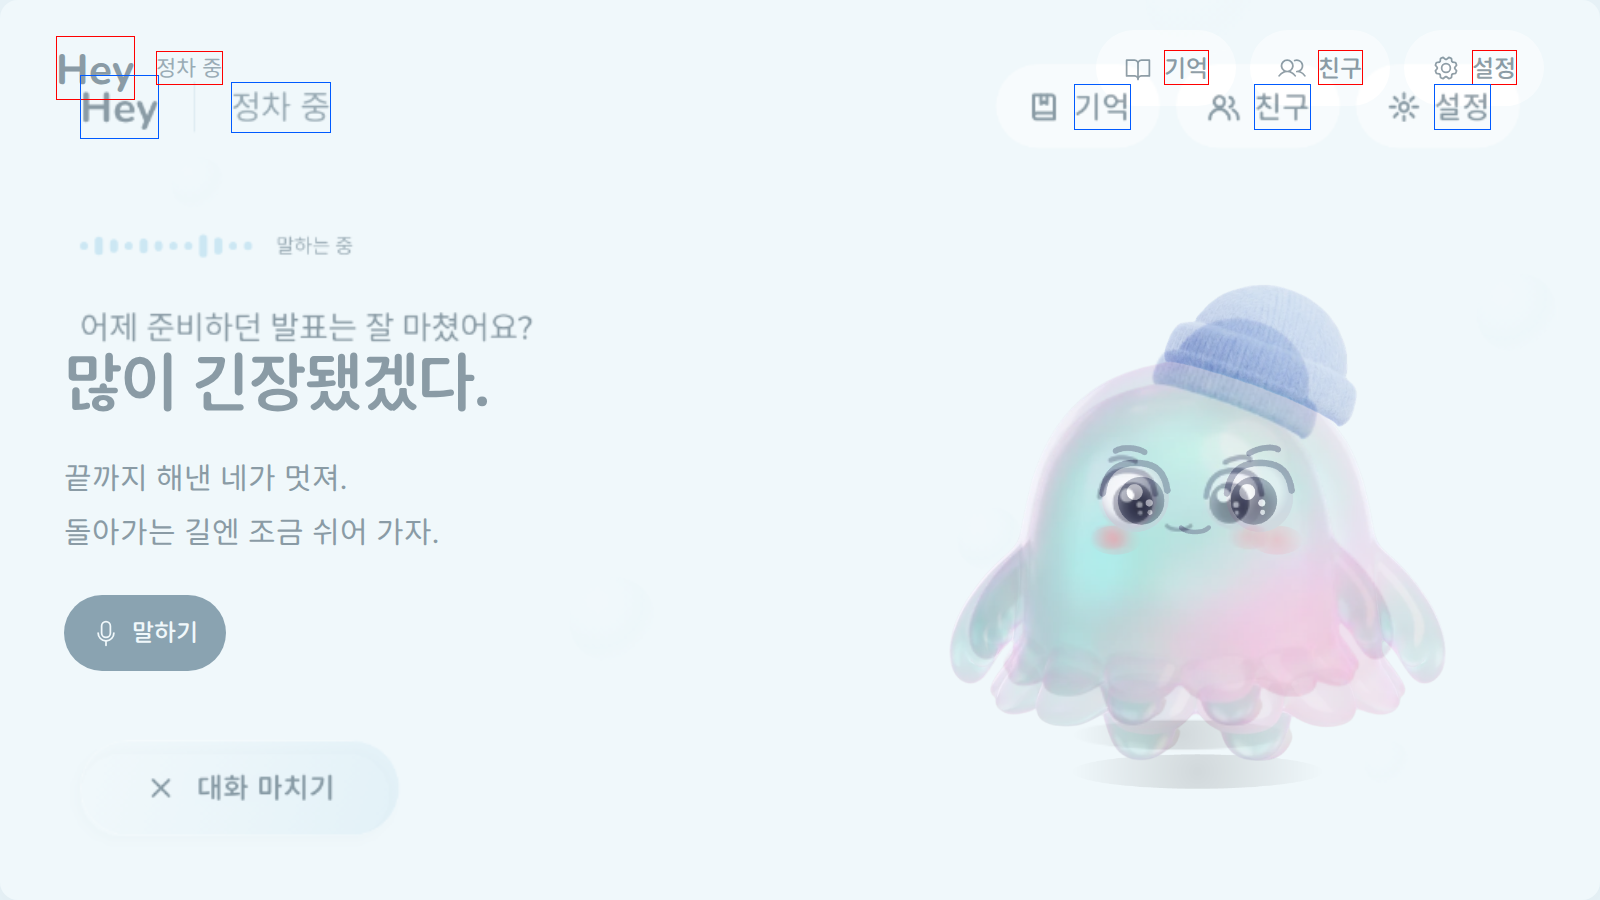 Hey 정차 중 기억 친구 설정
Hey 정차 중 기억 친구 설정
말하는 중
어제 준비하던 발표는 잘 마쳤어요?
많이 긴장됐겠다.
끝까지 해낸 네가 멋져.
돌아가는 길엔 조금 쉬어 가자.
말하기
대화 마치기